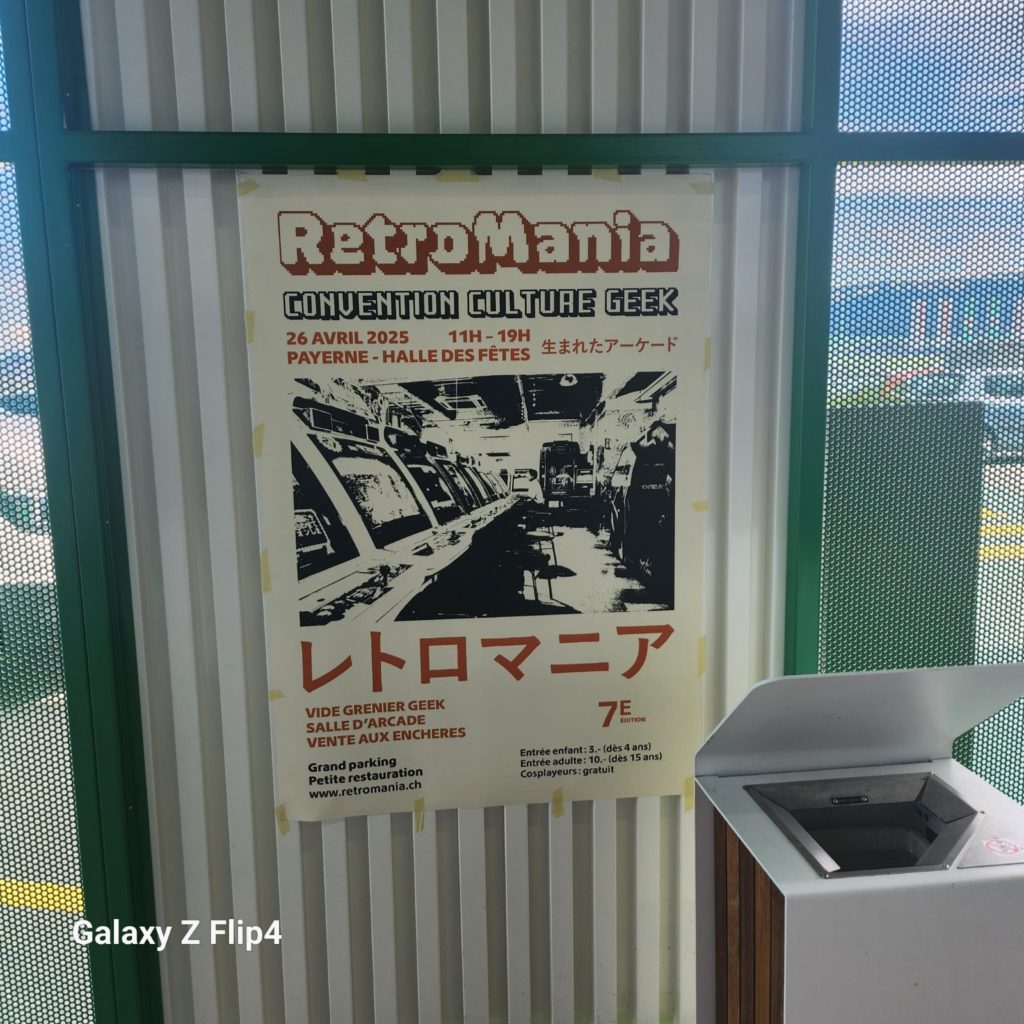 RetroMania
CONVENTION CULTURE GEEK
26 AVRIL 2025 11H – 19H
PAYERNE - HALLE DES FÊTES 生まれたアーケード
レトロマニア
VIDE GRENIER GEEK
SALLE D'ARCADE
VENTE AUX ENCHERES
7E ÉDITION
Grand parking
Petite restauration
www.retromania.ch
Entrée enfant : 3.- (dès 4 ans)
Entrée adulte : 10.- (dès 15 ans)
Cosplayeurs : gratuit
Galaxy Z Flip4